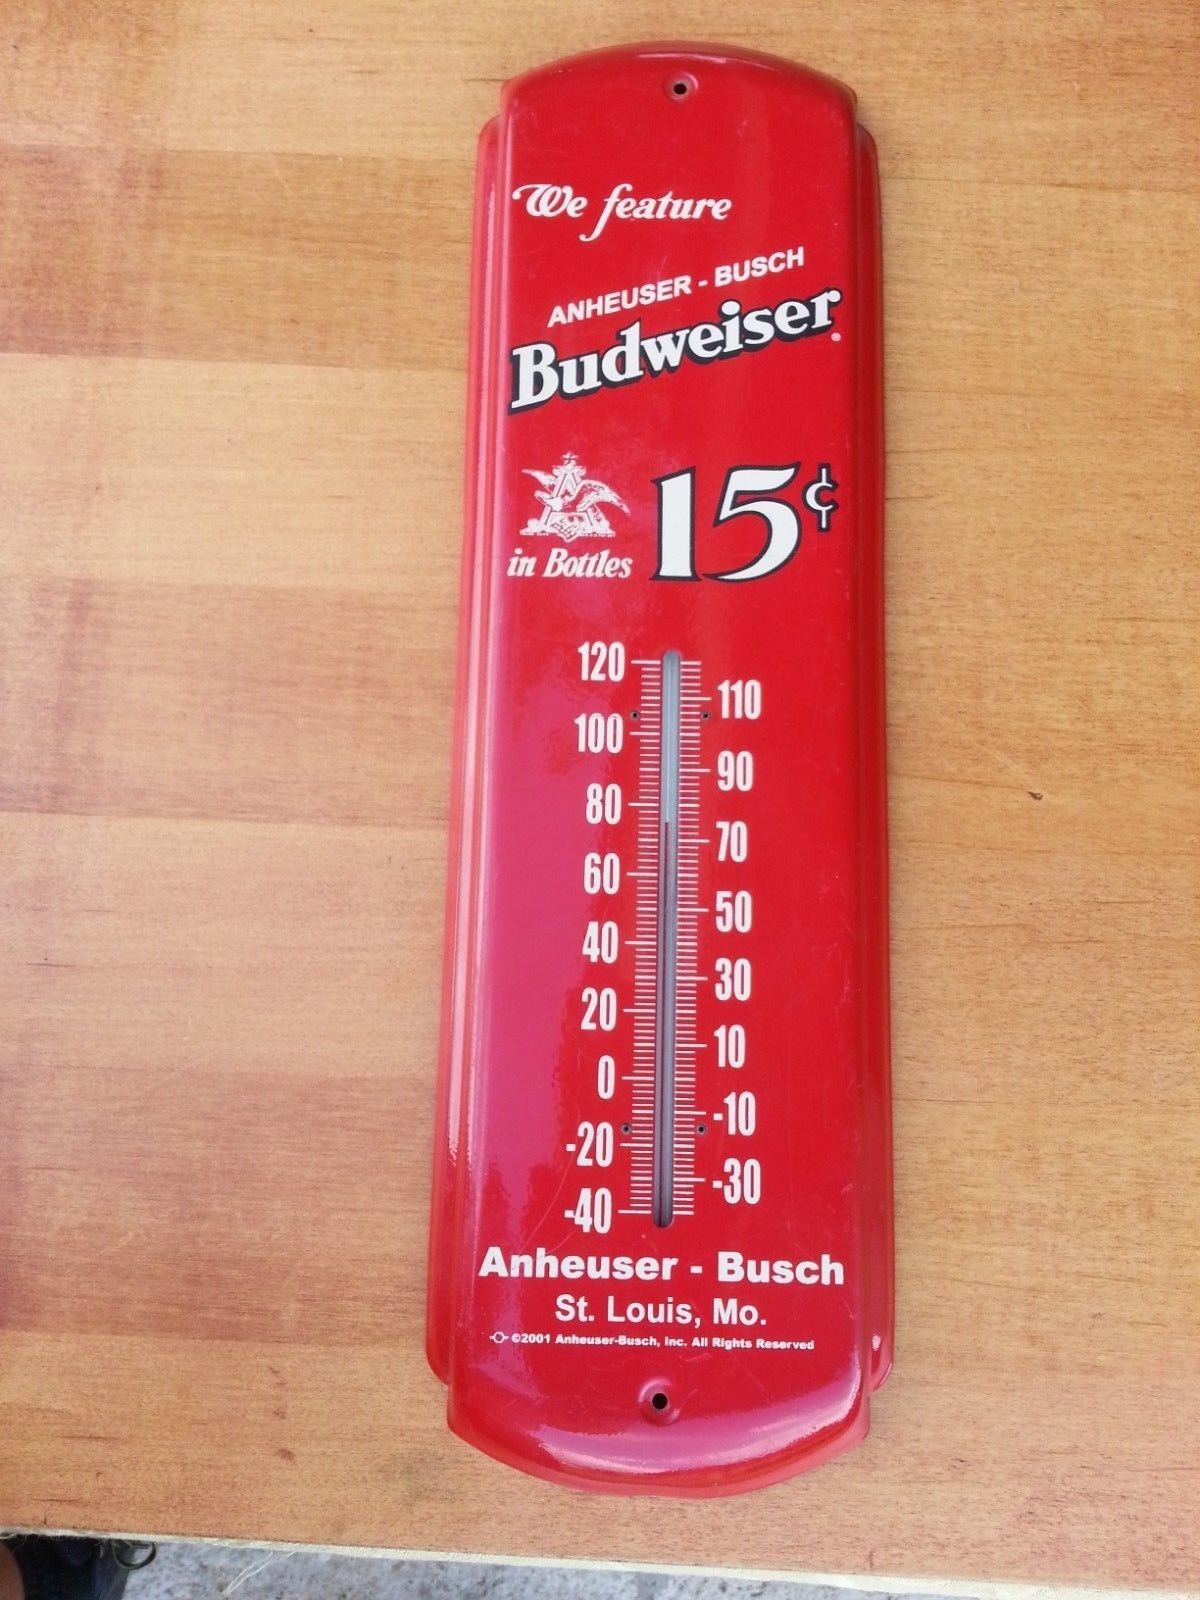 We feature
ANHEUSER - BUSCH
Budweiser®
in Bottles
15¢
120
110
100
90
80
70
60
50
40
30
20
10
0
-10
-20
-30
-40
Anheuser - Busch
St. Louis, Mo.
©2001 Anheuser-Busch, Inc. All Rights Reserved